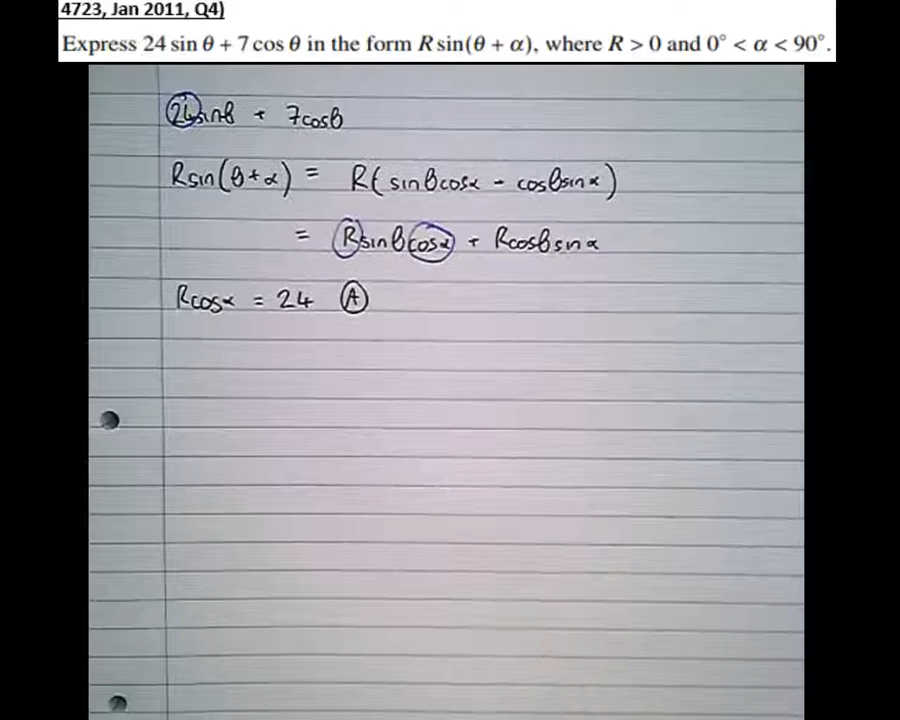 4723, Jan 2011, Q4)
Express 24 sin θ + 7 cos θ in the form R sin(θ + α), where R > 0 and 0° < α < 90°.
24sinθ + 7cosθ
Rsin(θ+α) = R(sinθcosα - cosθsinα)
= Rsinθcosα + Rcosθsinα
Rcosα = 24 A